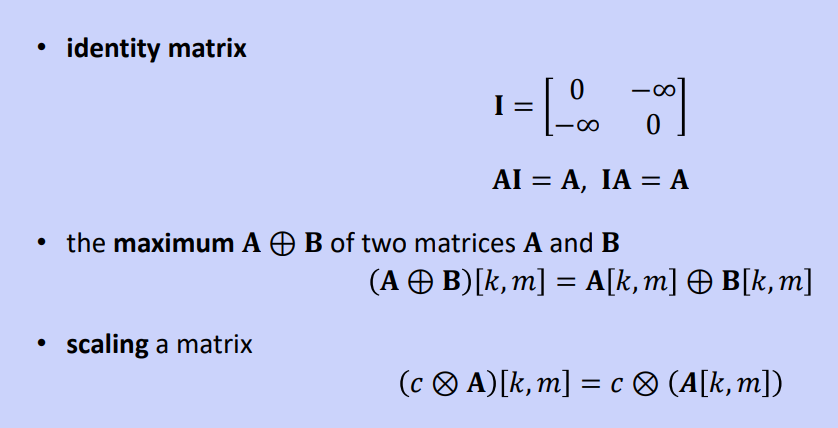 • identity matrix
I = [ 0 −∞
−∞ 0 ]
AI = A, IA = A
• the maximum A ⊕ B of two matrices A and B
(A ⊕ B)[k, m] = A[k, m] ⊕ B[k, m]
• scaling a matrix
(c ⊗ A)[k, m] = c ⊗ (A[k, m])